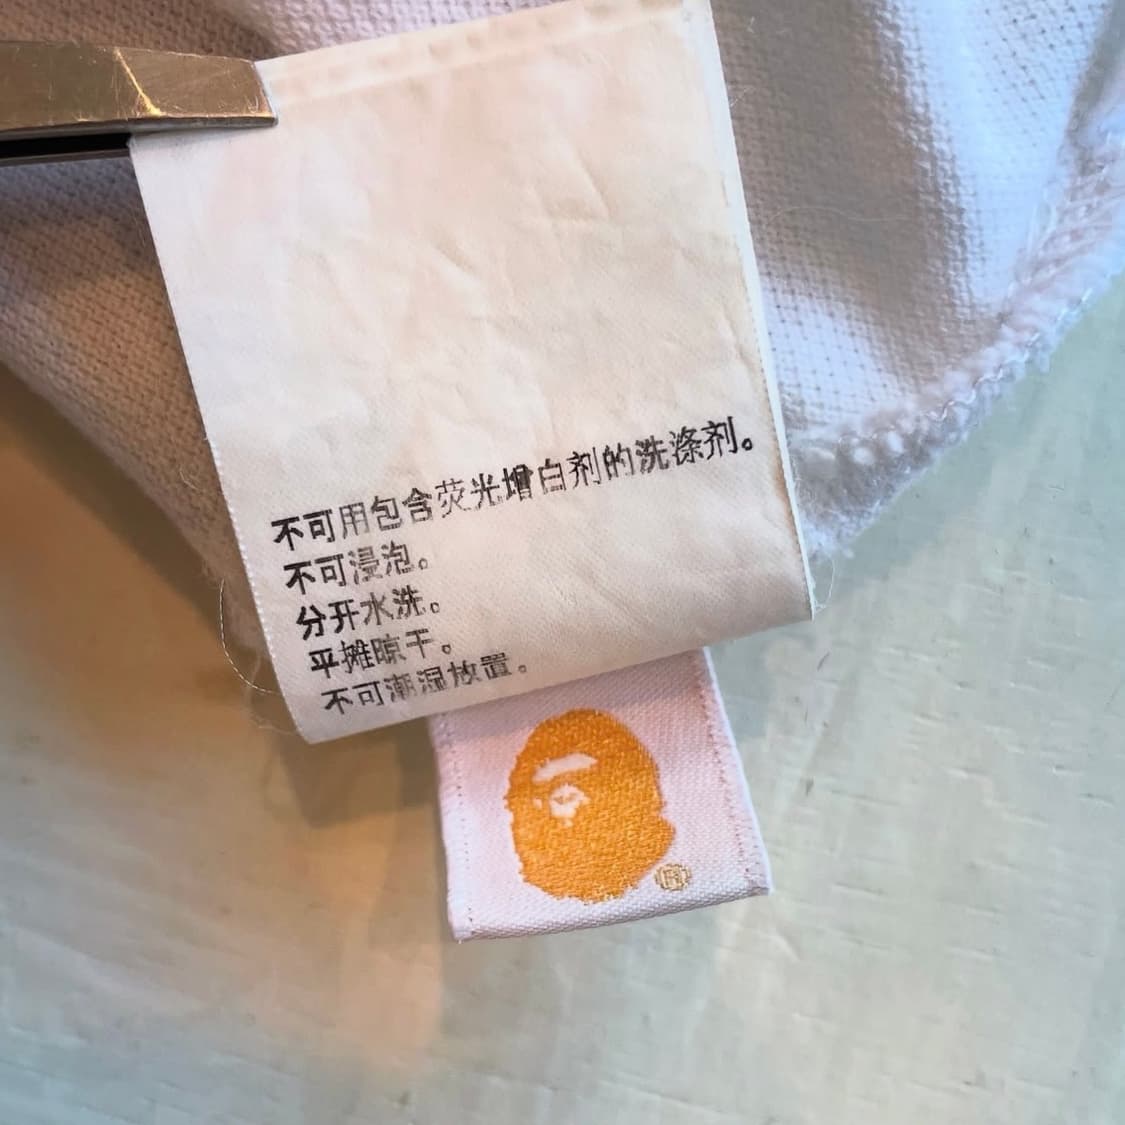 不可用包含荧光增白剂的洗涤剂。
不可浸泡。
分开水洗。
平摊晾干。
不可潮湿放置。
®